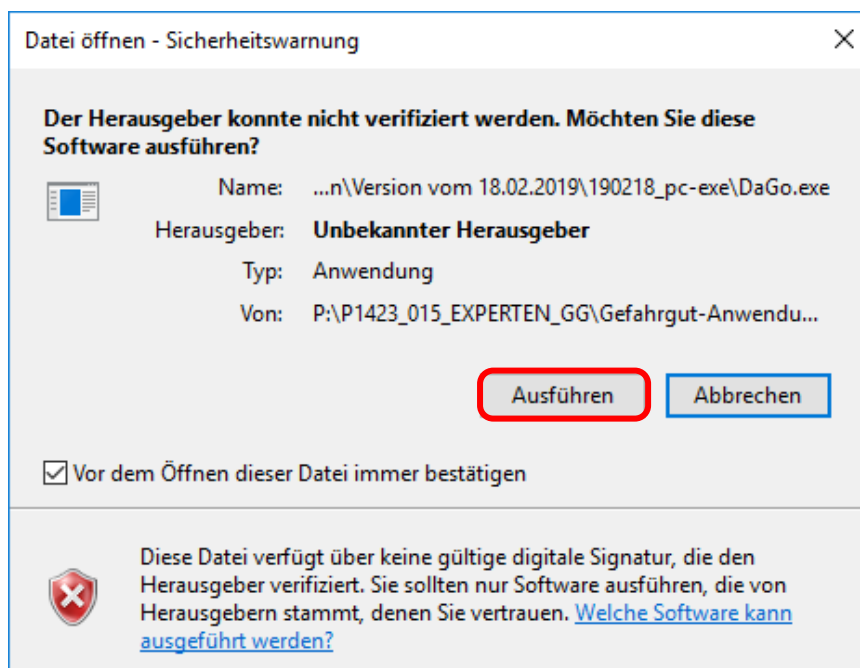 Datei öffnen - Sicherheitswarnung
Der Herausgeber konnte nicht verifiziert werden. Möchten Sie diese
Software ausführen?
Name: ...n\Version vom 18.02.2019\190218_pc-exe\DaGo.exe
Herausgeber: Unbekannter Herausgeber
Typ: Anwendung
Von: P:\P1423_015_EXPERTEN_GG\Gefahrgut-Anwendu...
Ausführen Abbrechen
Vor dem Öffnen dieser Datei immer bestätigen
Diese Datei verfügt über keine gültige digitale Signatur, die den
Herausgeber verifiziert. Sie sollten nur Software ausführen, die von
Herausgebern stammt, denen Sie vertrauen. Welche Software kann
ausgeführt werden?